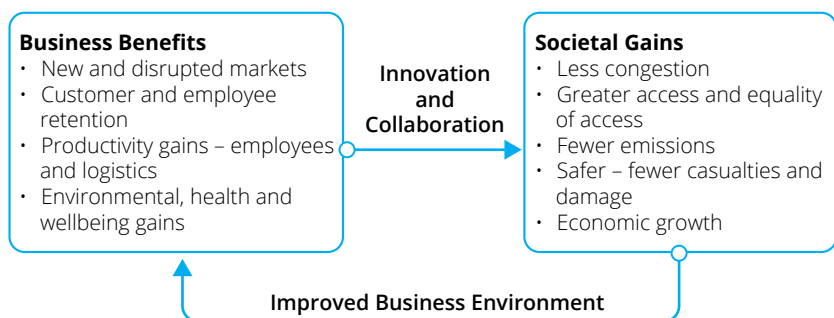 Business Benefits
· New and disrupted markets
· Customer and employee
retention
· Productivity gains – employees
and logistics
· Environmental, health and
wellbeing gains
Innovation
and
Collaboration
Societal Gains
· Less congestion
· Greater access and equality
of access
· Fewer emissions
· Safer – fewer casualties and
damage
· Economic growth
Improved Business Environment